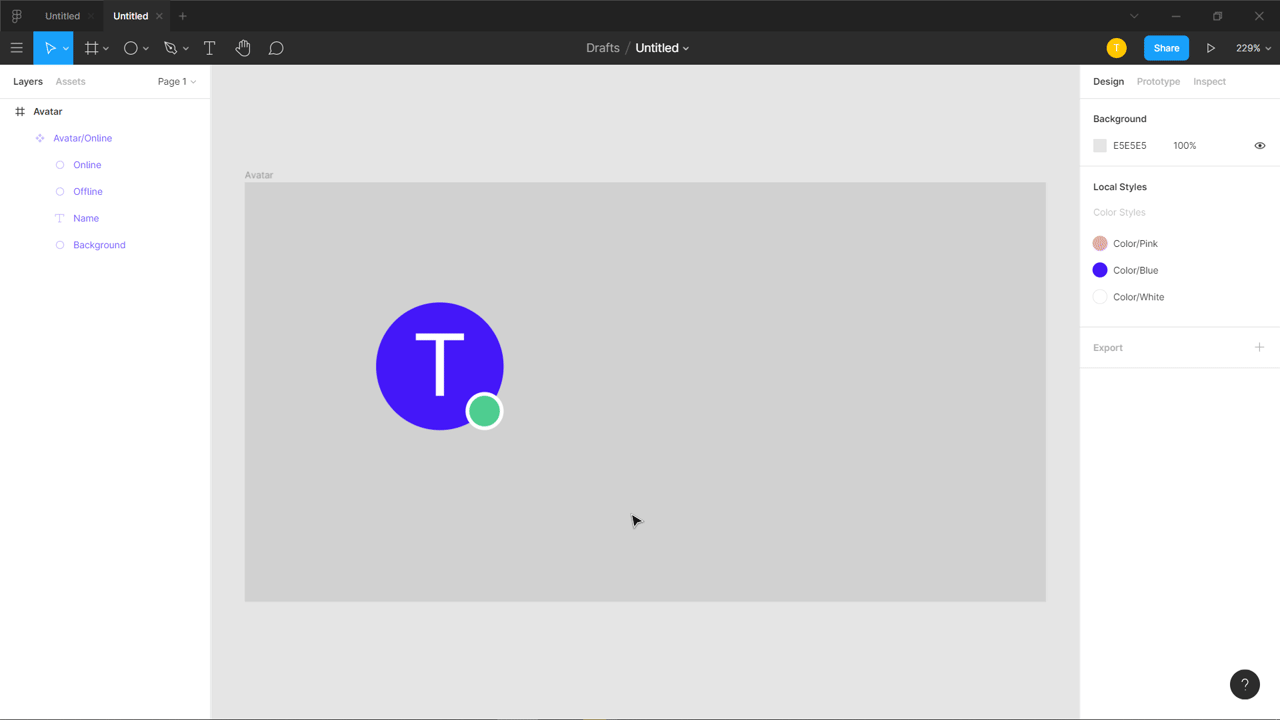 Untitled
Untitled
Drafts / Untitled
T
Share
229%
Layers
Assets
Page 1
Design
Prototype
Inspect
Avatar
Avatar/Online
Online
Offline
Name
Background
Avatar
T
Background
E5E5E5
100%
Local Styles
Color Styles
Color/Pink
Color/Blue
Color/White
Export
?